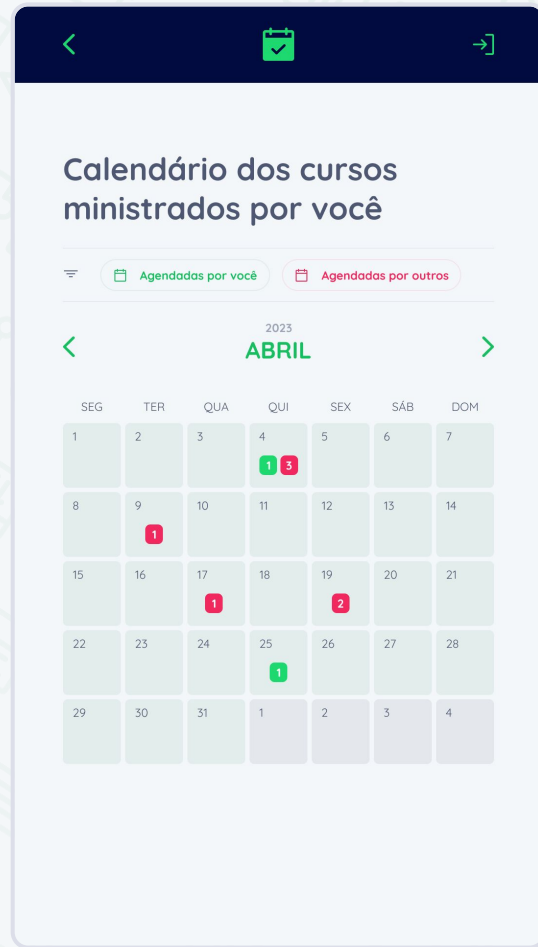 Calendário dos cursos
ministrados por você
Agendadas por você Agendadas por outros
2023
ABRIL
SEG TER QUA QUI SEX SÁB DOM
1 2 3 4 5 6 7
1 3
8 9 10 11 12 13 14
1
15 16 17 18 19 20 21
1 2
22 23 24 25 26 27 28
1
29 30 31 1 2 3 4